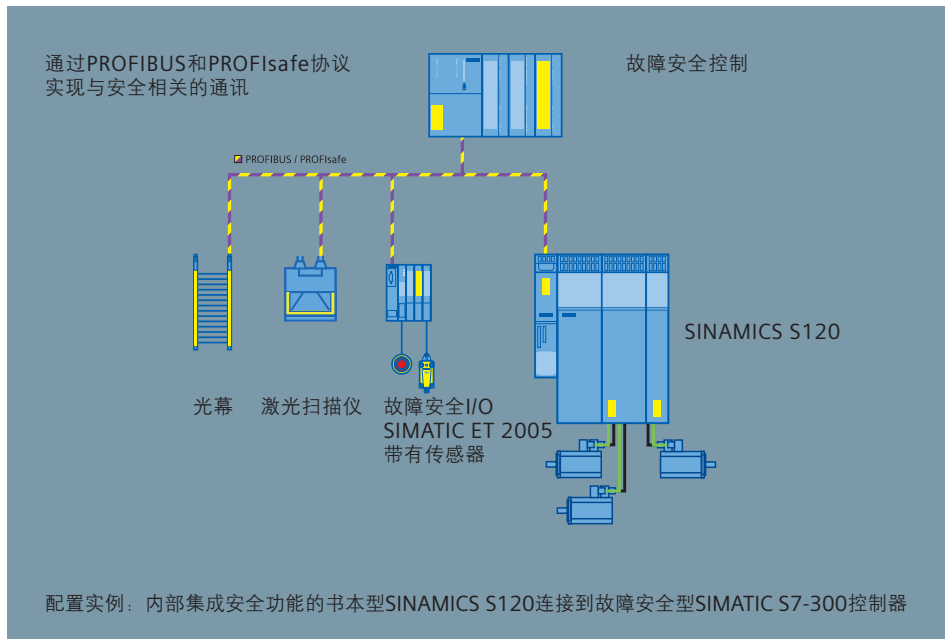 通过PROFIBUS和PROFIsafe协议
实现与安全相关的通讯
故障安全控制
PROFIBUS / PROFIsafe
SINAMICS S120
光幕
激光扫描仪
故障安全I/O
SIMATIC ET 2005
带有传感器
配置实例：内部集成安全功能的书本型SINAMICS S120连接到故障安全型SIMATIC S7-300控制器